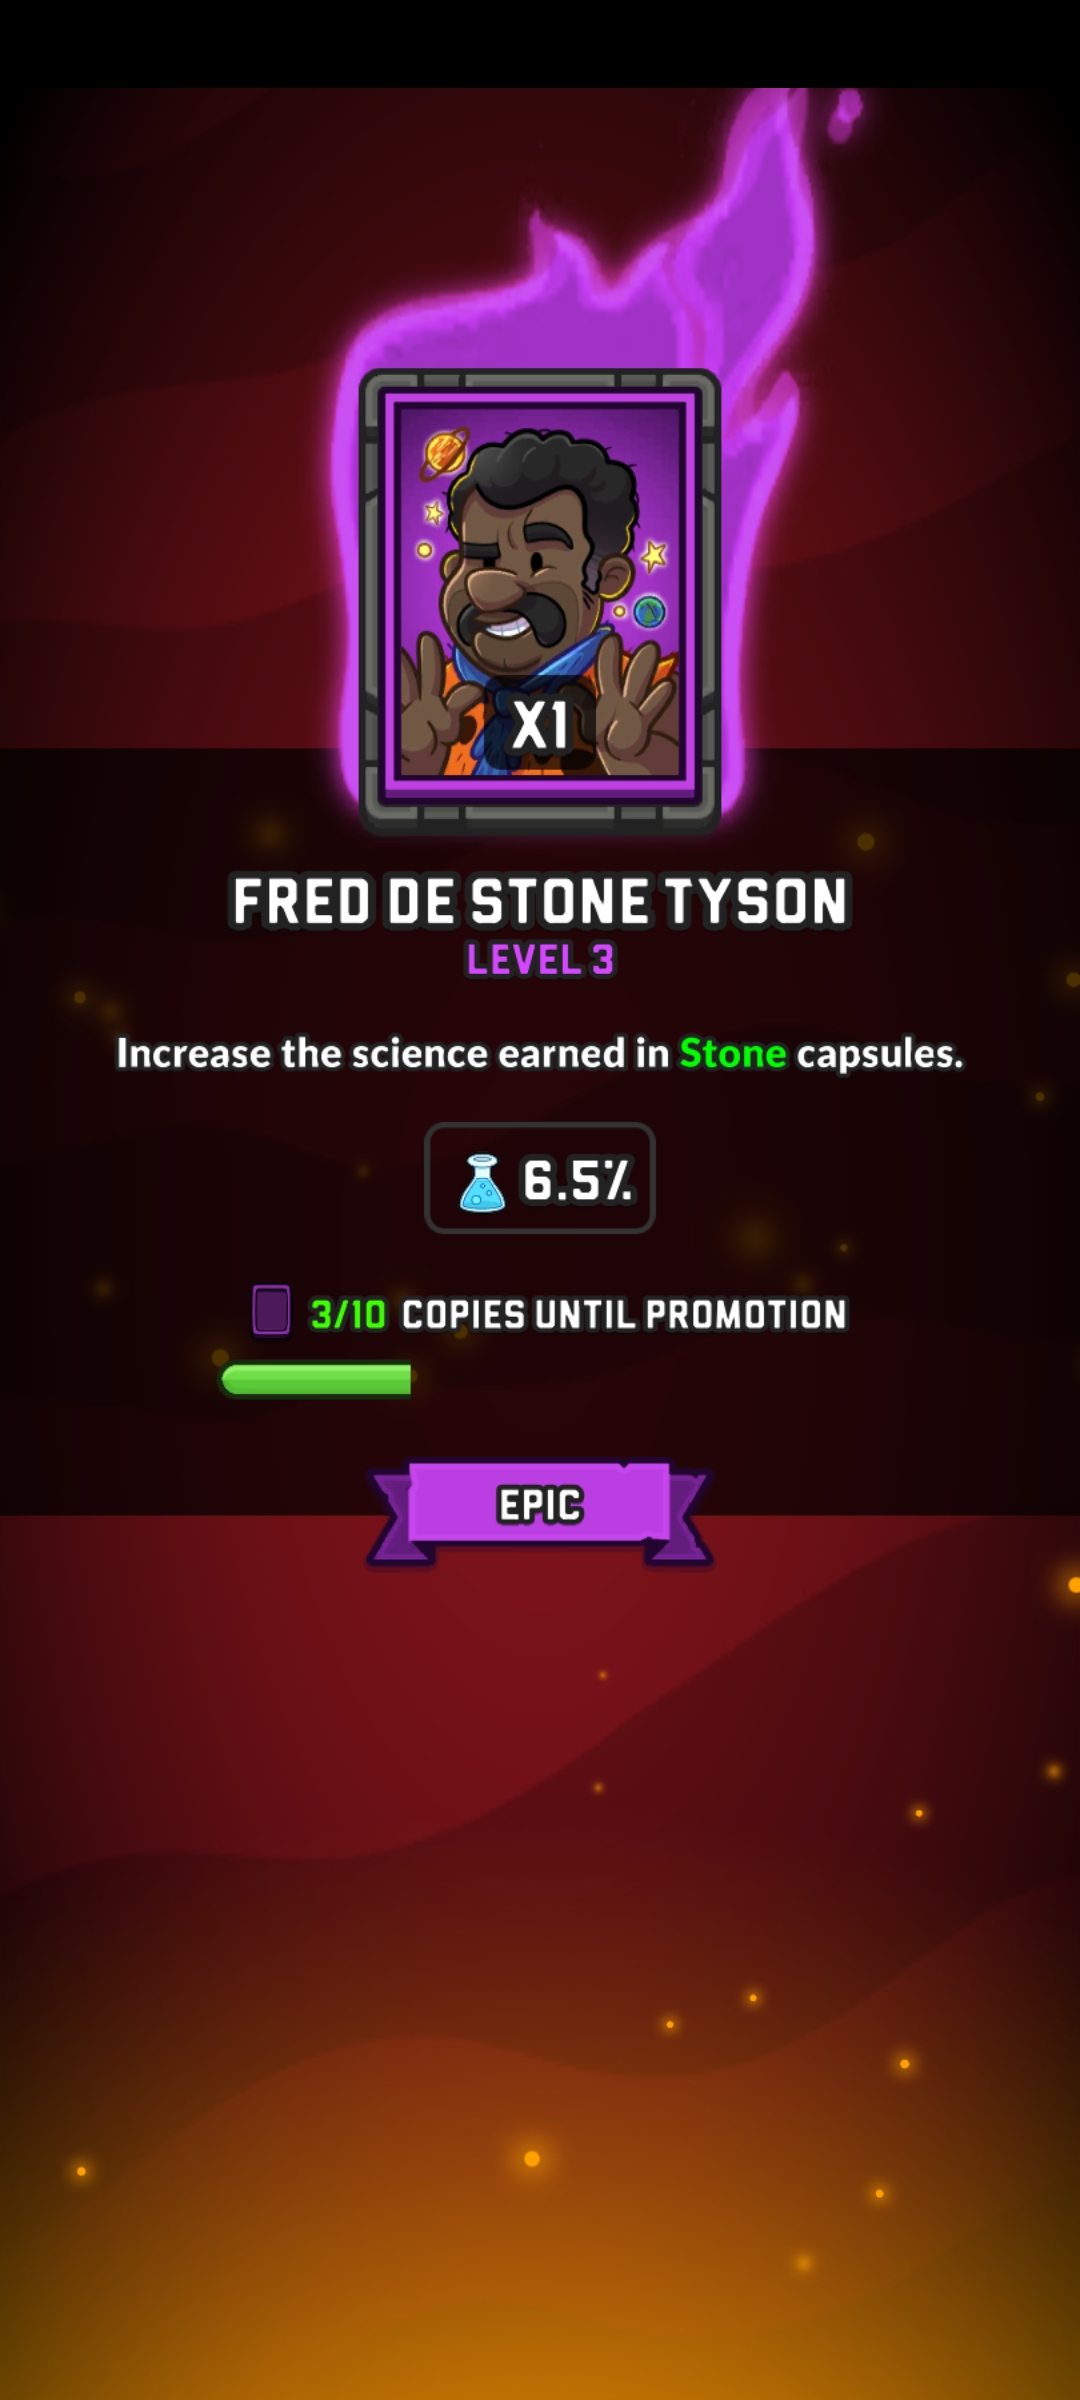 X1
FRED DE STONE TYSON
LEVEL 3
Increase the science earned in Stone capsules.
6.5%
3/10 COPIES UNTIL PROMOTION
EPIC